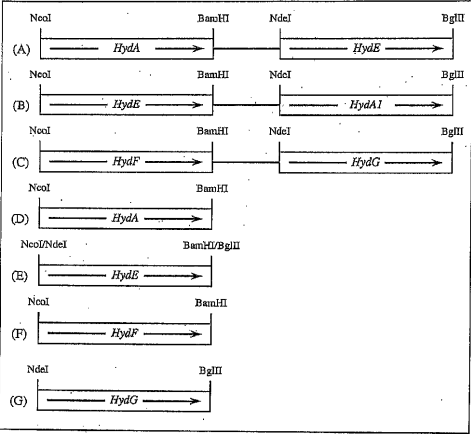 NcoI BamHI NdeI BglII
(A) HydA HydE
NcoI BamHI NdeI BglII
(B) HydE HydA1
NcoI BamHI NdeI BglII
(C) HydF HydG
NcoI BamHI
(D) HydA
NcoI/NdeI BamHI/BglII
(E) HydE
NcoI BamHI
(F) HydF
NdeI BglII
(G) HydG